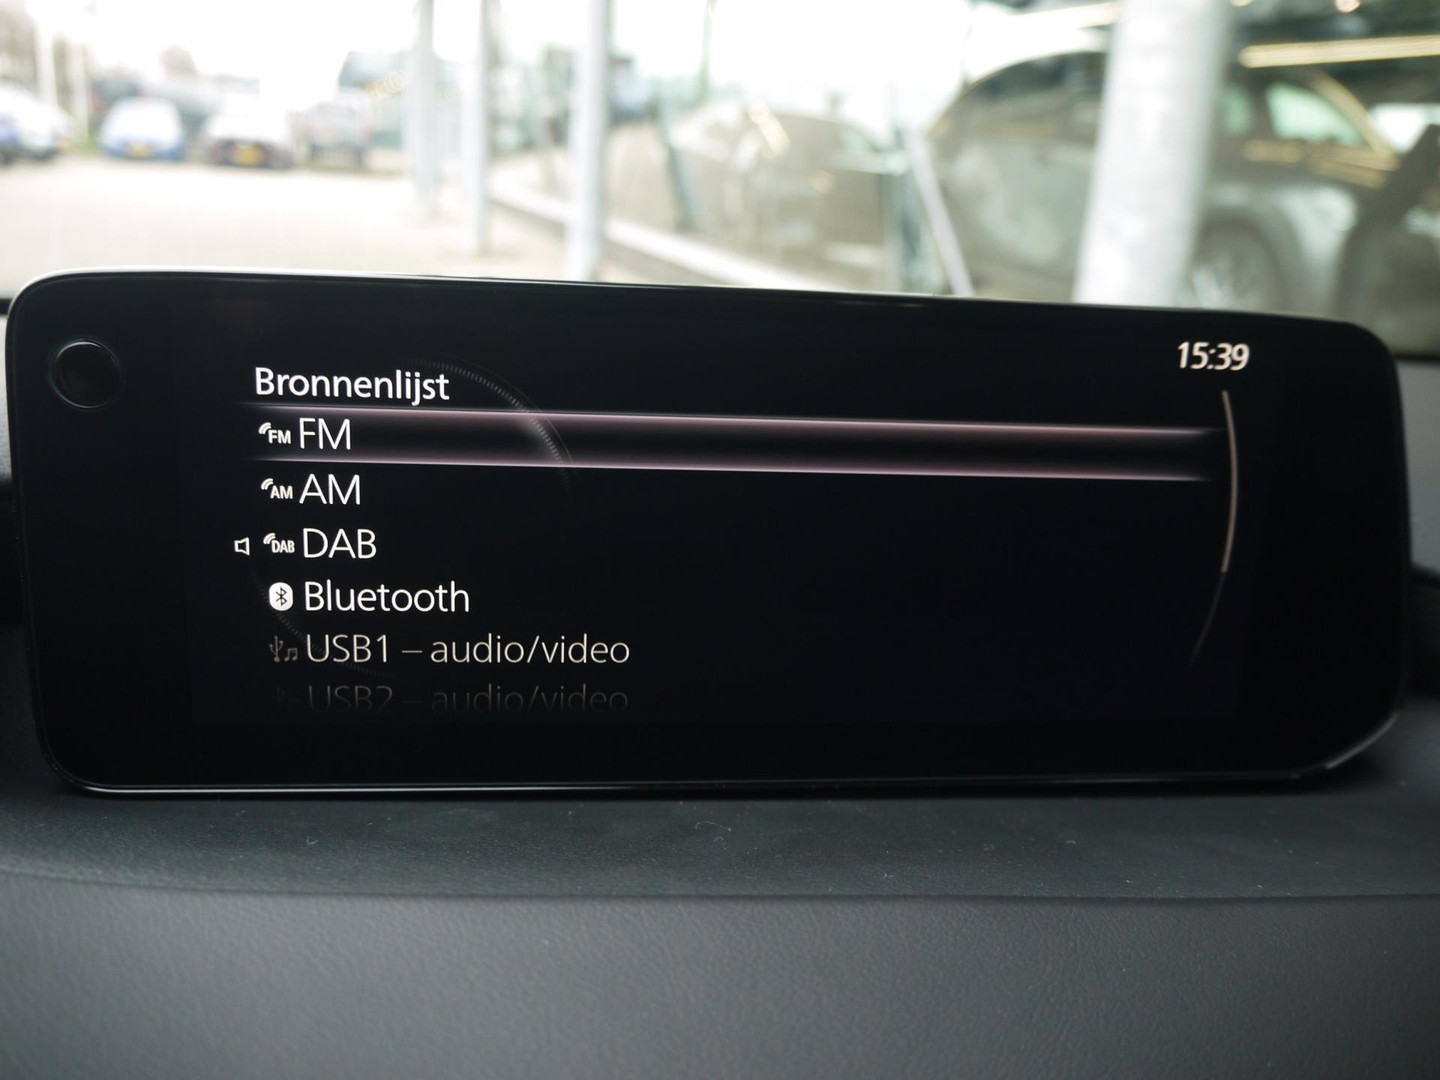 15:39
Bronnenlijst
FM FM
AM AM
DAB DAB
Bluetooth
USB1 – audio/video
USB2 – audio/video